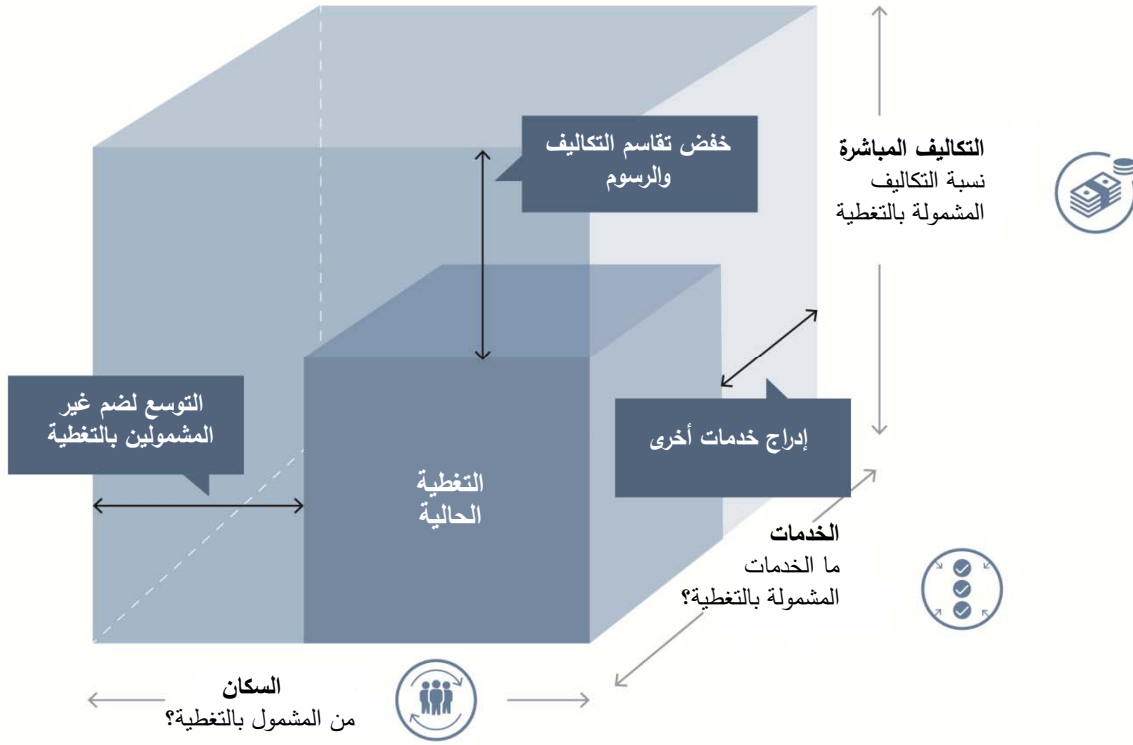 خفض تقاسم التكاليف
والرسوم
التكاليف المباشرة
نسبة التكاليف
المشمولة بالتغطية
التوسع لضم غير
المشمولين بالتغطية
إدراج خدمات أخرى
التغطية
الحالية
الخدمات
ما الخدمات
المشمولة بالتغطية؟
السكان
من المشمول بالتغطية؟